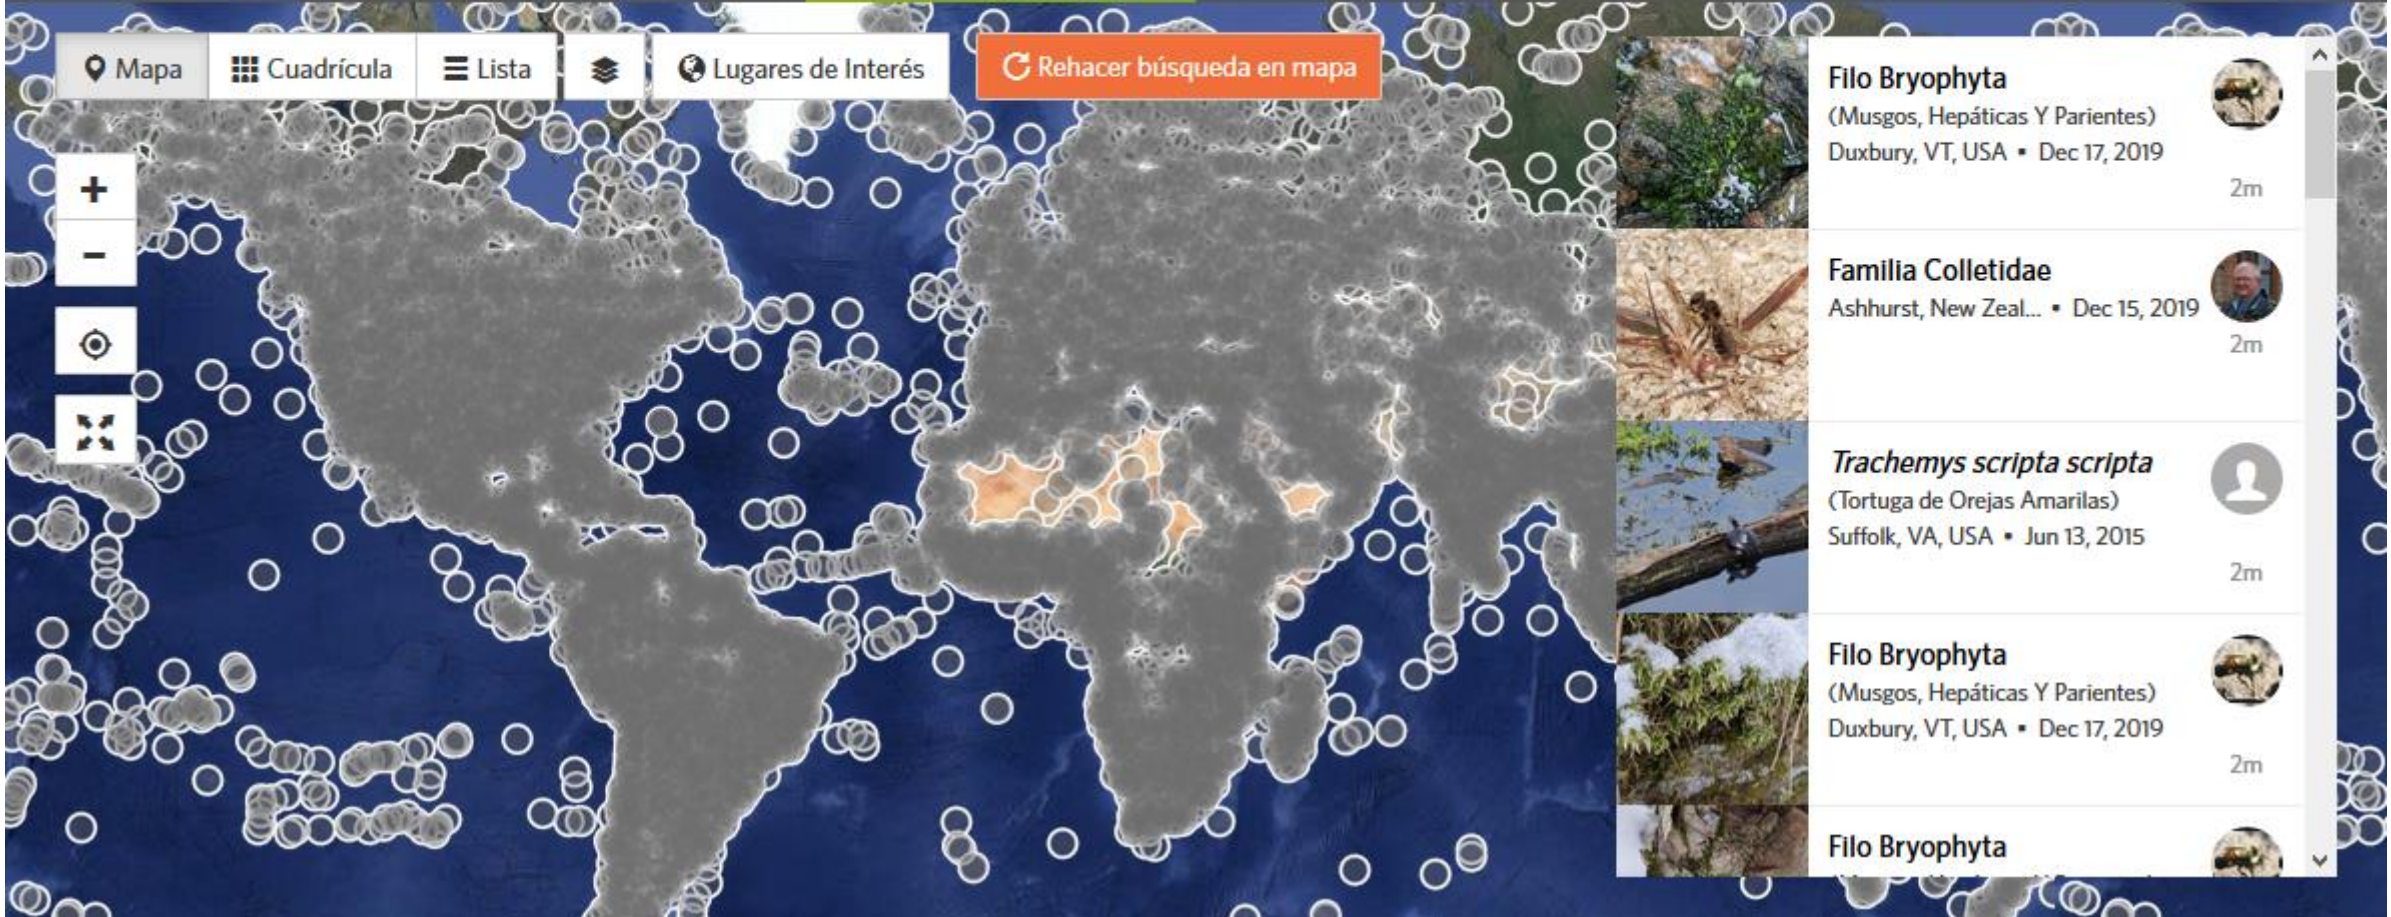 Mapa
Cuadrícula
Lista
Lugares de Interés
Rehacer búsqueda en mapa
Filo Bryophyta
(Musgos, Hepáticas Y Parientes)
Duxbury, VT, USA ▪ Dec 17, 2019
2m
Familia Colletidae
Ashhurst, New Zeal... ▪ Dec 15, 2019
2m
Trachemys scripta scripta
(Tortuga de Orejas Amarilas)
Suffolk, VA, USA ▪ Jun 13, 2015
2m
Filo Bryophyta
(Musgos, Hepáticas Y Parientes)
Duxbury, VT, USA ▪ Dec 17, 2019
2m
Filo Bryophyta